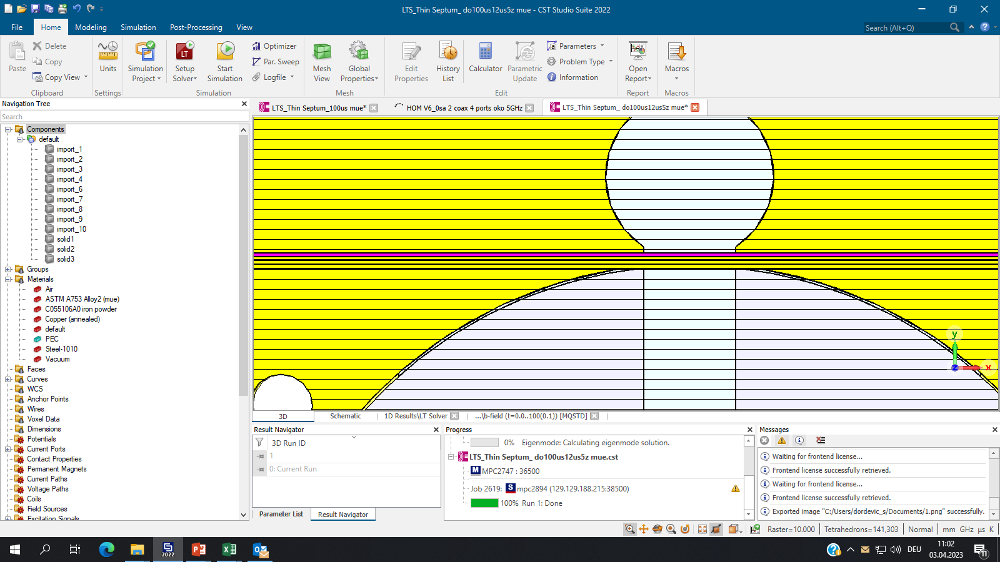 LTS_Thin Septum_ do100us12us5z mue - CST Studio Suite 2022
File Home Modeling Simulation Post-Processing View
Search (Alt+Q)
Paste
Delete
Copy
Copy View
Clipboard
Units
Settings
Simulation Project
Setup Solver
Start Simulation
Optimizer
Par. Sweep
Logfile
Simulation
Mesh View
Global Properties
Mesh
Edit Properties
History List
Calculator
Parametric Update
Parameters
Problem Type
Information
Edit
Open Report
Report
Macros
Macros
Navigation Tree
Search
Components
default
import_1
import_2
import_3
import_4
import_6
import_7
import_8
import_9
import_10
solid1
solid2
solid3
Groups
Materials
Air
ASTM A753 Alloy2 (mue)
C055106A0 iron powder
Copper (annealed)
default
PEC
Steel-1010
Vacuum
Faces
Curves
WCS
Anchor Points
Wires
Voxel Data
Dimensions
Potentials
Current Ports
Contact Properties
Permanent Magnets
Current Paths
Voltage Paths
Coils
Field Sources
Excitation Signals
LTS_Thin Septum_100us mue*
HOM V6_0sa 2 coax 4 ports oko 5GHz
LTS_Thin Septum_ do100us12us5z mue*
y
z
x
3D
Schematic
1D Results\LT Solver
...\b-field (t=0.0..100(0.1)) [MQSTD]
Result Navigator
3D Run ID
1
0: Current Run
Parameter List
Result Navigator
Progress
0% Eigenmode: Calculating eigenmode solution.
LTS_Thin Septum_ do100us12us5z mue.cst
M MPC2747 : 36500
Job 2619: S mpc2894 (129.129.188.215:38500)
100% Run 1: Done
Messages
Waiting for frontend license...
Frontend license successfully retrieved.
Waiting for frontend license...
Frontend license successfully retrieved.
Exported image "C:/Users/dordevic_s/Documents/1.png" successfully.
Raster=10.000
Tetrahedrons=141,303
Normal
mm GHz µs K
2022
DEU
11:02
03.04.2023
11